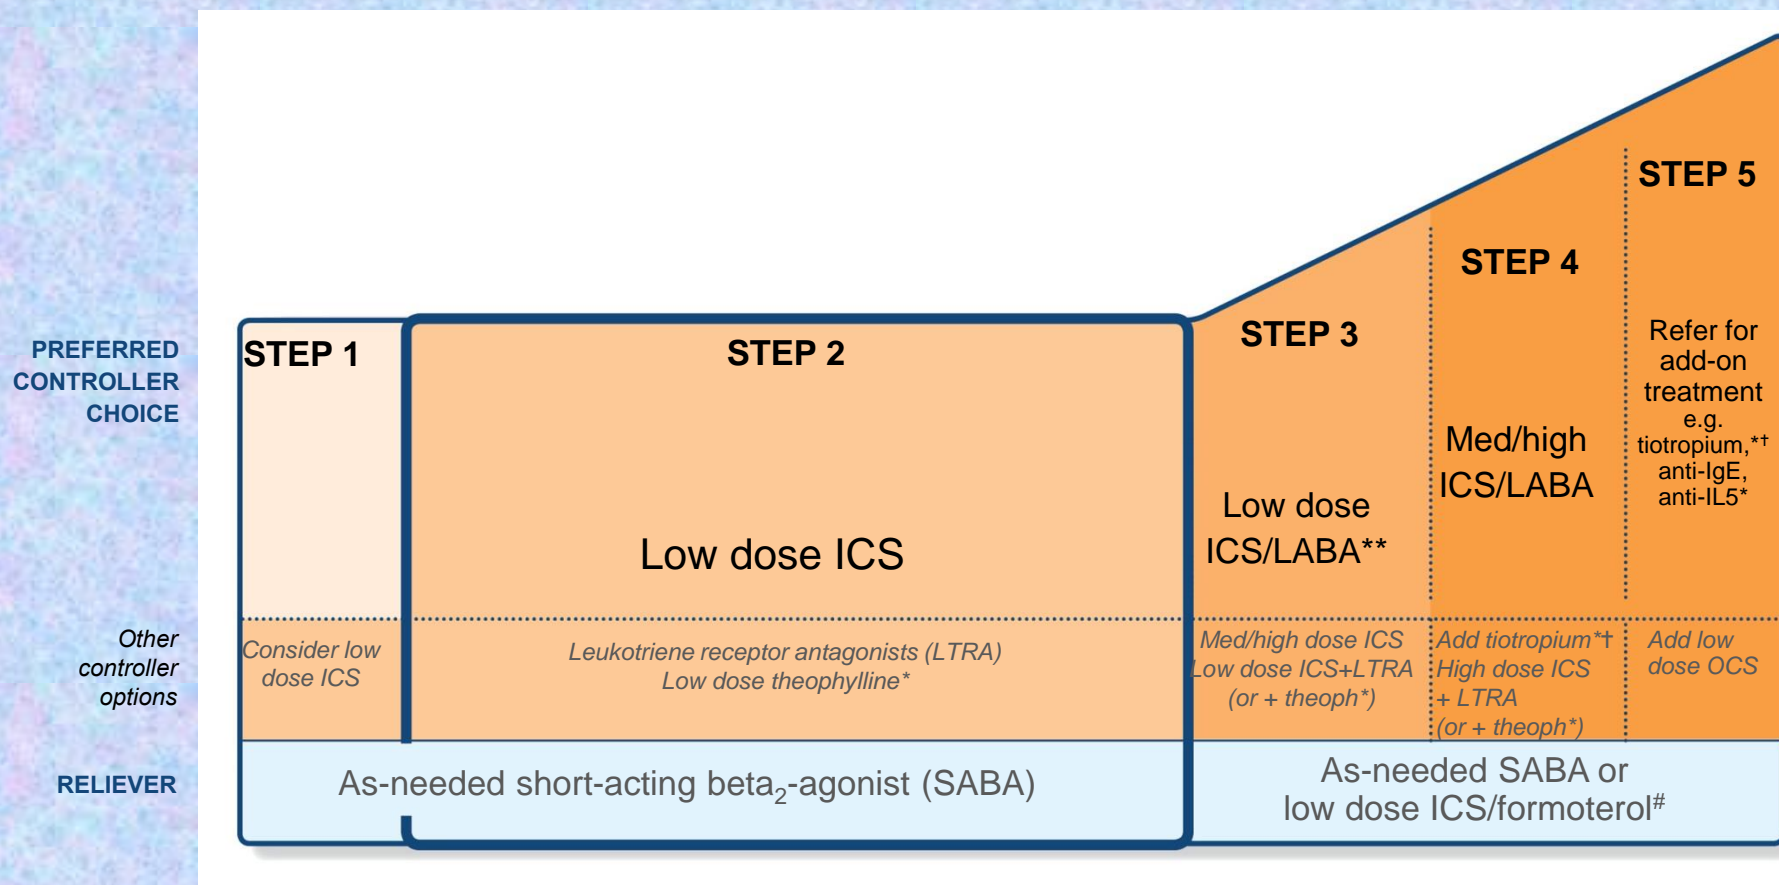 PREFERRED
CONTROLLER
CHOICE
STEP 1
STEP 2
Low dose ICS
STEP 3
Low dose
ICS/LABA**
STEP 4
Med/high
ICS/LABA
STEP 5
Refer for
add-on
treatment
e.g.
tiotropium,*†
anti-IgE,
anti-IL5*
Other
controller
options
Consider low
dose ICS
Leukotriene receptor antagonists (LTRA)
Low dose theophylline*
Med/high dose ICS
Low dose ICS+LTRA
(or + theoph*)
Add tiotropium*†
High dose ICS
+ LTRA
(or + theoph*)
Add low
dose OCS
RELIEVER
As-needed short-acting beta₂-agonist (SABA)
As-needed SABA or
low dose ICS/formoterol#